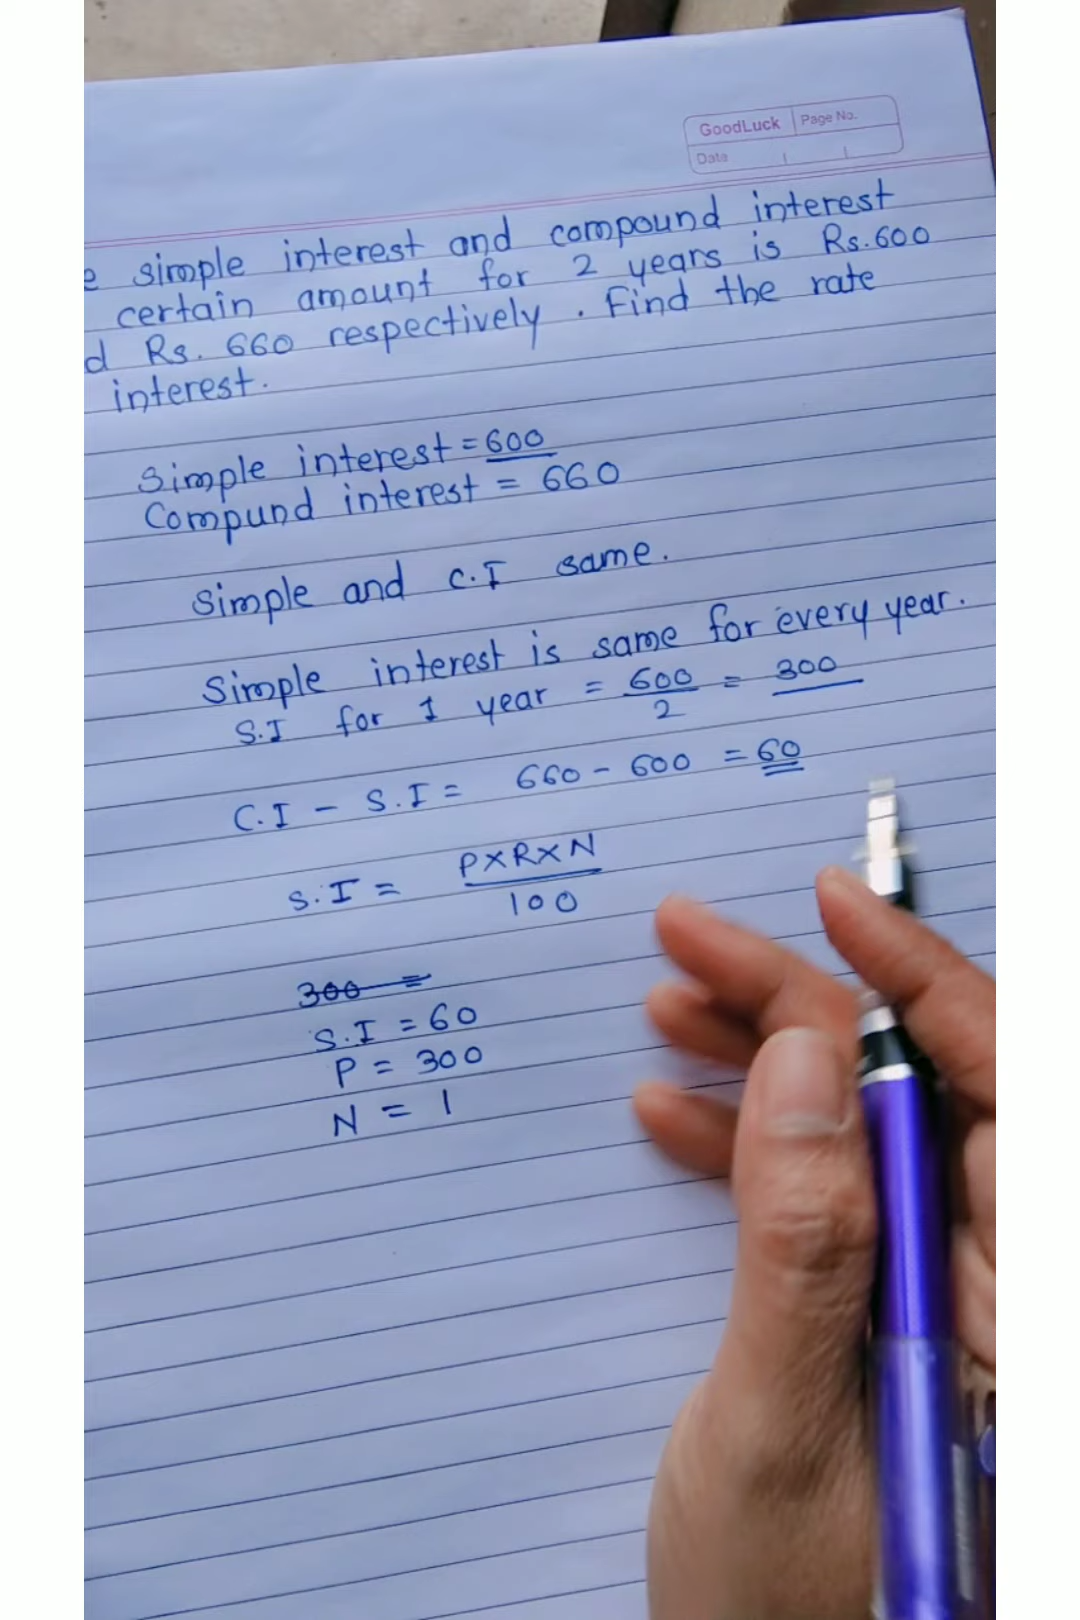 GoodLuck Page No.
Date
e simple interest and compound interest
certain amount for 2 years is Rs.600
d Rs. 660 respectively. Find the rate
interest.
Simple interest = 600
Compund interest = 660
Simple and C.I same.
Simple interest is same for every year.
S.I for 1 year = 600/2 = 300
C.I - S.I = 660 - 600 = 60
S.I = P×R×N/100
300 =
S.I = 60
P = 300
N = 1